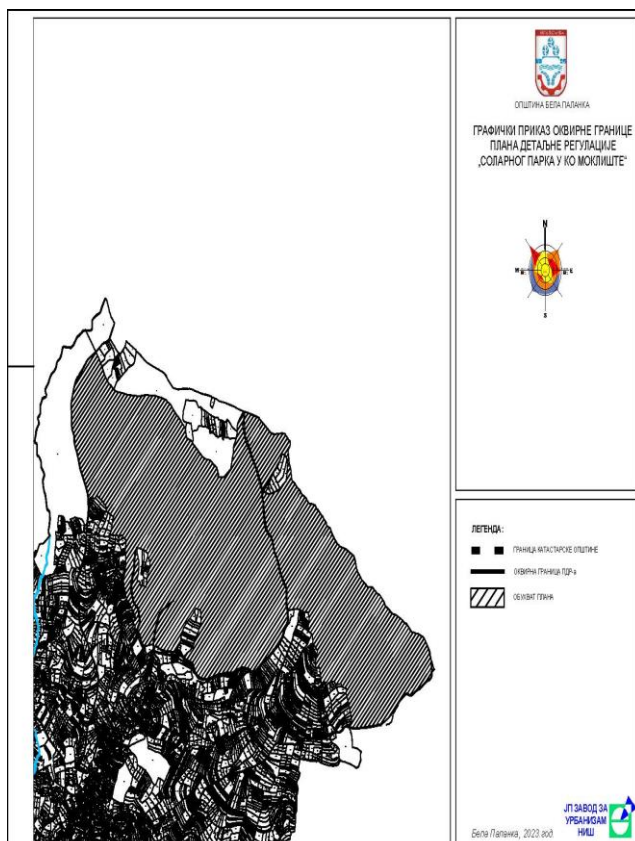 ОПШТИНА БЕЛА ПАЛАНКА
ГРАФИЧКИ ПРИКАЗ ОКВИРНЕ ГРАНИЦЕ
ПЛАНА ДЕТАЉНЕ РЕГУЛАЦИЈЕ
„СОЛАРНОГ ПАРКА У КО МОКЛИШТЕ“
N
E
S
ЛЕГЕНДА:
ГРАНИЦА КАТАСТАРСКЕ ОПШТИНЕ
ОКВИРНА ГРАНИЦА ПДР-а
ОБУХВАТ ПЛАНА
ЈП ЗАВОД ЗА
УРБАНИЗАМ
НИШ
Бела Паланка, 2023.год